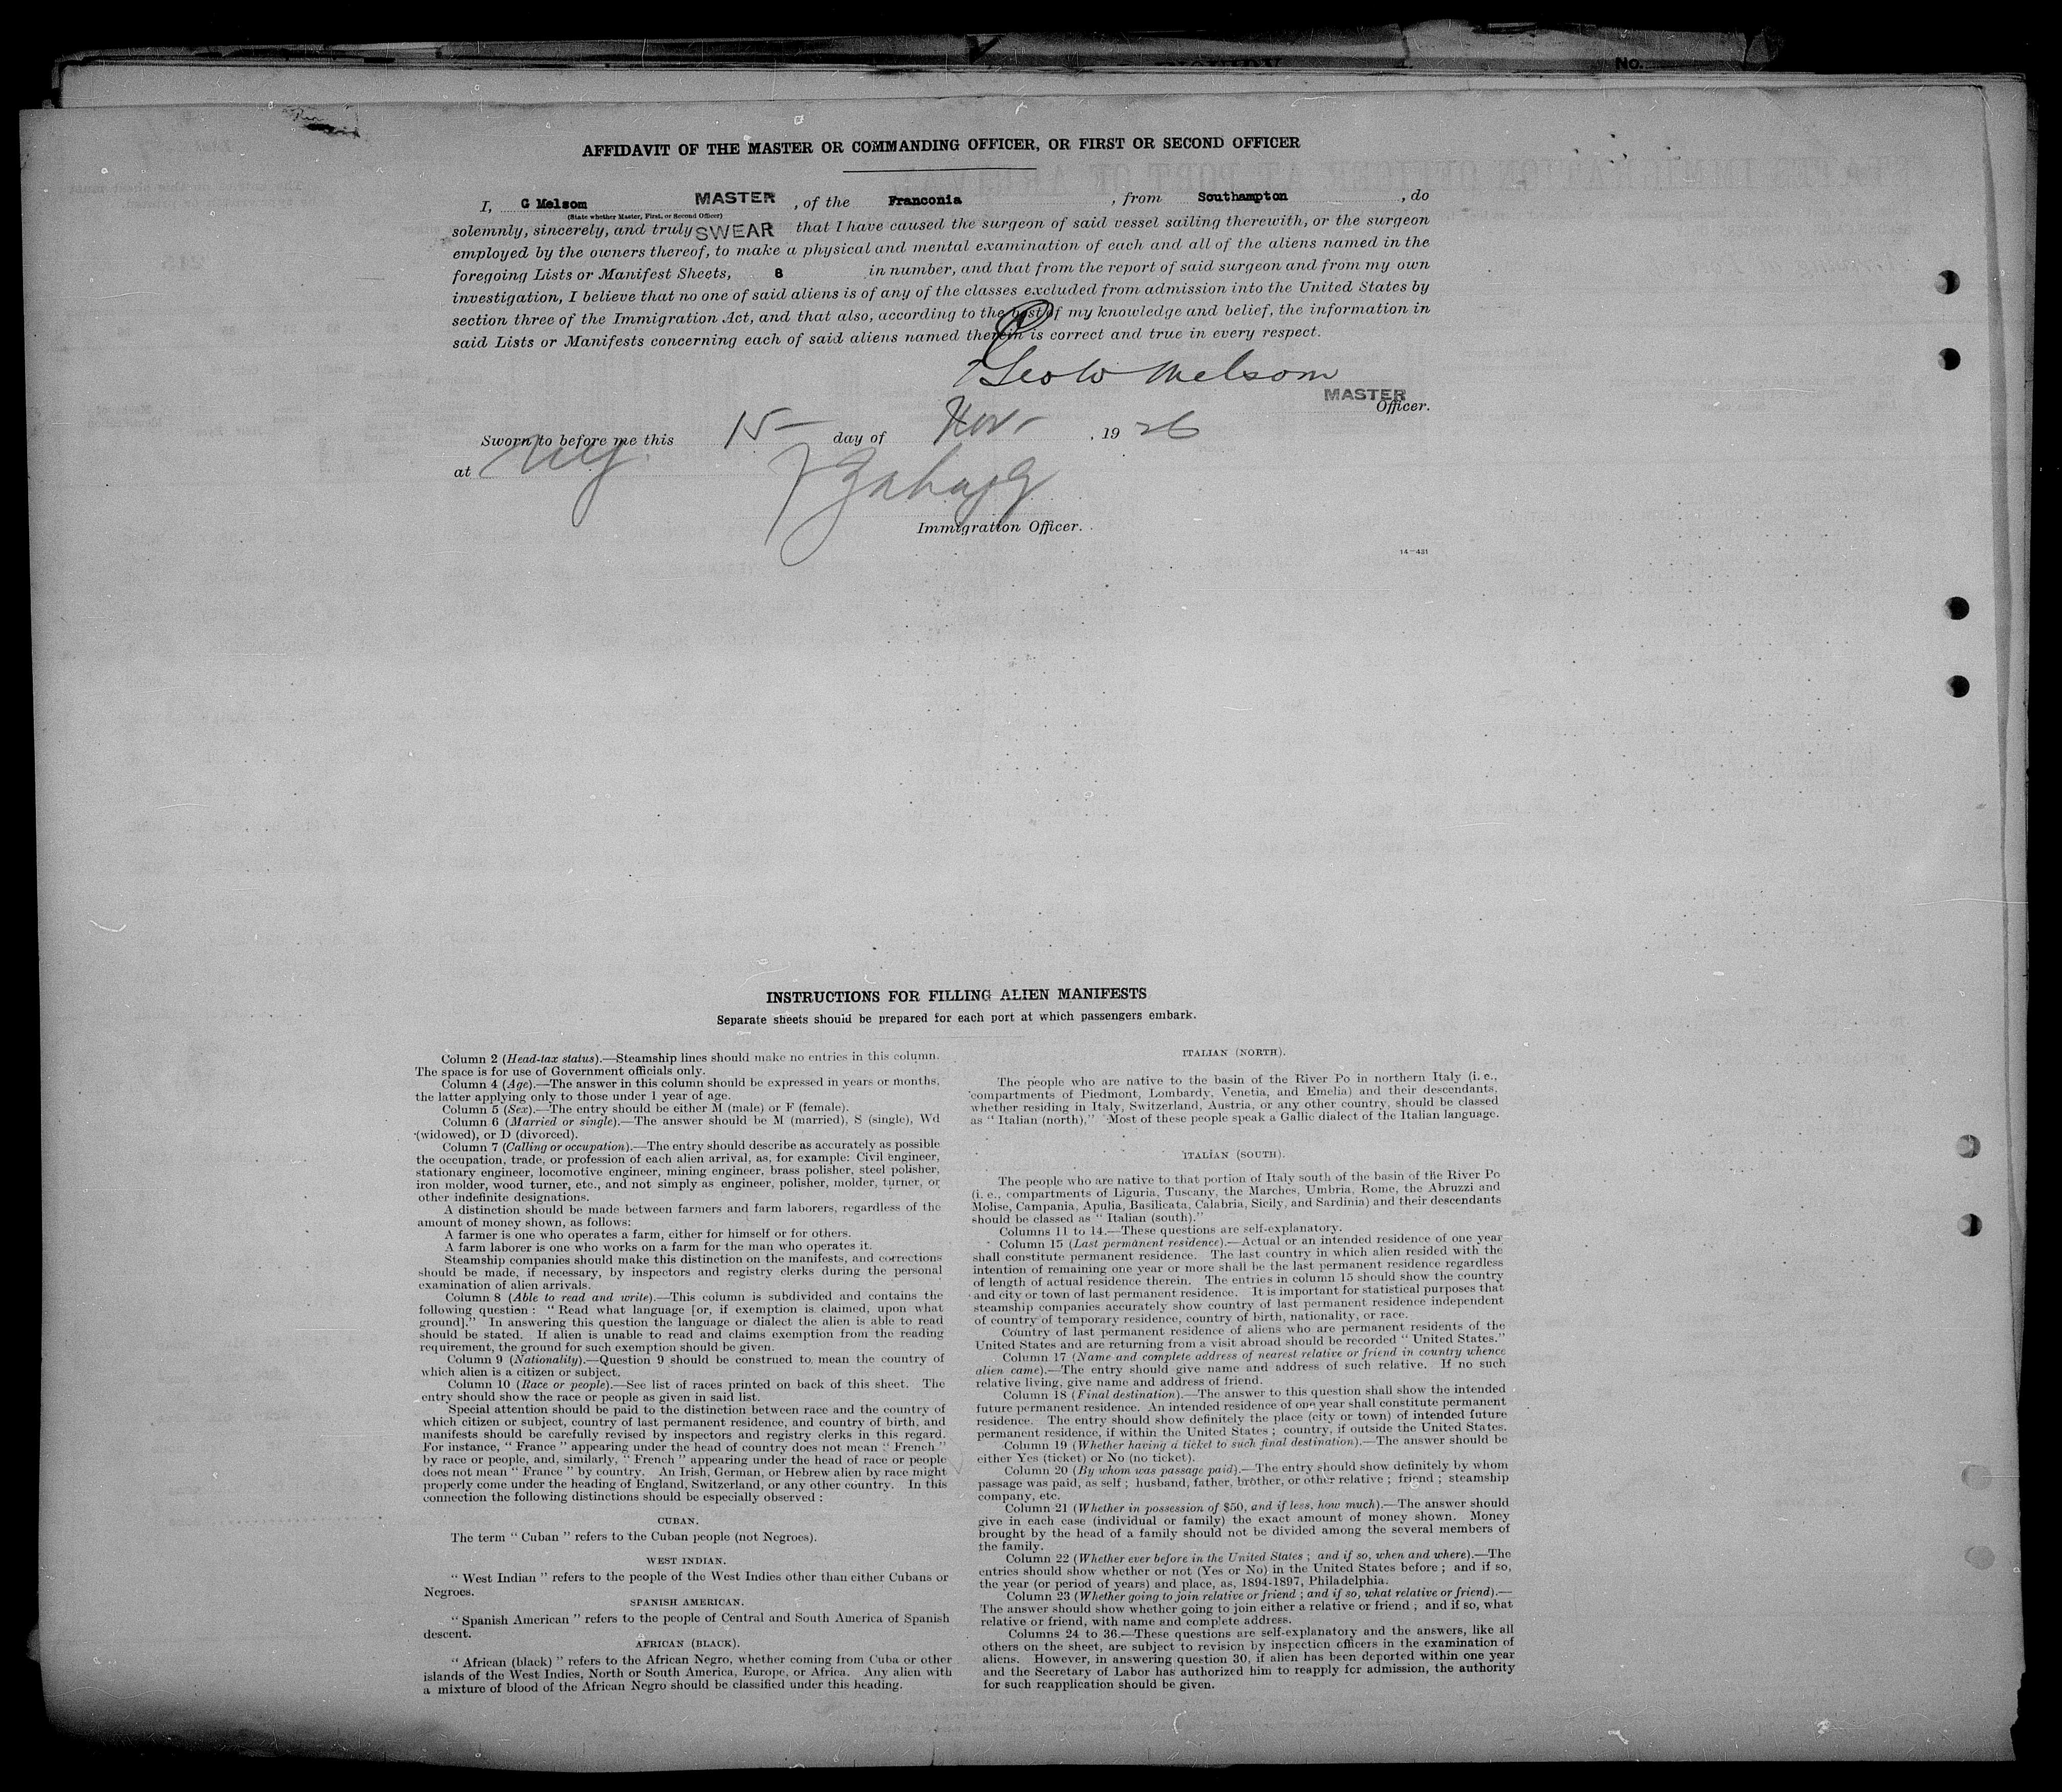 No.
AFFIDAVIT OF THE MASTER OR COMMANDING OFFICER, OR FIRST OR SECOND OFFICER
I, G Melsom MASTER, of the Franconia, from Southampton, do
(State whether Master, First, or Second Officer)
solemnly, sincerely, and truly SWEAR that I have caused the surgeon of said vessel sailing therewith, or the surgeon
employed by the owners thereof, to make a physical and mental examination of each and all of the aliens named in the
foregoing Lists or Manifest Sheets, 8 in number, and that from the report of said surgeon and from my own
investigation, I believe that no one of said aliens is of any of the classes excluded from admission into the United States by
section three of the Immigration Act, and that also, according to the best of my knowledge and belief, the information in
said Lists or Manifests concerning each of said aliens named therein is correct and true in every respect.
Geo W Melsom
MASTER
Officer.
Sworn to before me this 15 day of Nov, 1926
at NY
Immigration Officer.
14-431
INSTRUCTIONS FOR FILLING ALIEN MANIFESTS
Separate sheets should be prepared for each port at which passengers embark.
Column 2 (Head-tax status).—Steamship lines should make no entries in this column.
The space is for use of Government officials only.
Column 4 (Age).—The answer in this column should be expressed in years or months,
the latter applying only to those under 1 year of age.
Column 5 (Sex).—The entry should be either M (male) or F (female).
Column 6 (Married or single).—The answer should be M (married), S (single), Wd
(widowed), or D (divorced).
Column 7 (Calling or occupation).—The entry should describe as accurately as possible
the occupation, trade, or profession of each alien arrival, as, for example: Civil engineer,
stationary engineer, locomotive engineer, mining engineer, brass polisher, steel polisher,
iron molder, wood turner, etc., and not simply as engineer, polisher, molder, turner, or
other indefinite designations.
A distinction should be made between farmers and farm laborers, regardless of the
amount of money shown, as follows:
A farmer is one who operates a farm, either for himself or for others.
A farm laborer is one who works on a farm for the man who operates it.
Steamship companies should make this distinction on the manifests, and corrections
should be made, if necessary, by inspectors and registry clerks during the personal
examination of alien arrivals.
Column 8 (Able to read and write).—This column is subdivided and contains the
following question: "Read what language [or, if exemption is claimed, upon what
ground]." In answering this question the language or dialect the alien is able to read
should be stated. If alien is unable to read and claims exemption from the reading
requirement, the ground for such exemption should be given.
Column 9 (Nationality).—Question 9 should be construed to mean the country of
which alien is a citizen or subject.
Column 10 (Race or people).—See list of races printed on back of this sheet. The
entry should show the race or people as given in said list.
Special attention should be paid to the distinction between race and the country of
which citizen or subject, country of last permanent residence, and country of birth, and
manifests should be carefully revised by inspectors and registry clerks in this regard.
For instance, "France" appearing under the head of country does not mean "French"
by race or people, and, similarly, "French" appearing under the head of race or people
does not mean "France" by country. An Irish, German, or Hebrew alien by race might
properly come under the heading of England, Switzerland, or any other country. In this
connection the following distinctions should be especially observed:
CUBAN.
The term "Cuban" refers to the Cuban people (not Negroes).
WEST INDIAN.
"West Indian" refers to the people of the West Indies other than either Cubans or
Negroes.
SPANISH AMERICAN.
"Spanish American" refers to the people of Central and South America of Spanish
descent.
AFRICAN (BLACK).
"African (black)" refers to the African Negro, whether coming from Cuba or other
islands of the West Indies, North or South America, Europe, or Africa. Any alien with
a mixture of blood of the African Negro should be classified under this heading.
ITALIAN (NORTH).
The people who are native to the basin of the River Po in northern Italy (i. e.,
compartments of Piedmont, Lombardy, Venetia, and Emelia) and their descendants,
whether residing in Italy, Switzerland, Austria, or any other country, should be classed
as "Italian (north)," Most of these people speak a Gallic dialect of the Italian language.
ITALIAN (SOUTH).
The people who are native to that portion of Italy south of the basin of the River Po
(i. e., compartments of Liguria, Tuscany, the Marches, Umbria, Rome, the Abruzzi and
Molise, Campania, Apulia, Basilicata, Calabria, Sicily, and Sardinia) and their descendants
should be classed as "Italian (south)."
Columns 11 to 14.—These questions are self-explanatory.
Column 15 (Last permanent residence).—Actual or an intended residence of one year
shall constitute permanent residence. The last country in which alien resided with the
intention of remaining one year or more shall be the last permanent residence regardless
of length of actual residence therein. The entries in column 15 should show the country
and city or town of last permanent residence. It is important for statistical purposes that
steamship companies accurately show country of last permanent residence independent
of country of temporary residence, country of birth, nationality, or race.
Country of last permanent residence of aliens who are permanent residents of the
United States and are returning from a visit abroad should be recorded "United States."
Column 17 (Name and complete address of nearest relative or friend in country whence
alien came).—The entry should give name and address of such relative. If no such
relative living, give name and address of friend.
Column 18 (Final destination).—The answer to this question shall show the intended
future permanent residence. An intended residence of one year shall constitute permanent
residence. The entry should show definitely the place (city or town) of intended future
permanent residence, if within the United States; country, if outside the United States.
Column 19 (Whether having a ticket to such final destination).—The answer should be
either Yes (ticket) or No (no ticket).
Column 20 (By whom was passage paid).—The entry should show definitely by whom
passage was paid, as self; husband, father, brother, or other relative; friend; steamship
company, etc.
Column 21 (Whether in possession of $50, and if less, how much).—The answer should
give in each case (individual or family) the exact amount of money shown. Money
brought by the head of a family should not be divided among the several members of
the family.
Column 22 (Whether ever before in the United States; and if so, when and where).—The
entries should show whether or not (Yes or No) in the United States before; and if so,
the year (or period of years) and place, as, 1894-1897, Philadelphia.
Column 23 (Whether going to join relative or friend; and if so, what relative or friend).—
The answer should show whether going to join either a relative or friend; and if so, what
relative or friend, with name and complete address.
Columns 24 to 36.—These questions are self-explanatory and the answers, like all
others on the sheet, are subject to revision by inspection officers in the examination of
aliens. However, in answering question 30, if alien has been deported within one year
and the Secretary of Labor has authorized him to reapply for admission, the authority
for such reapplication should be given.